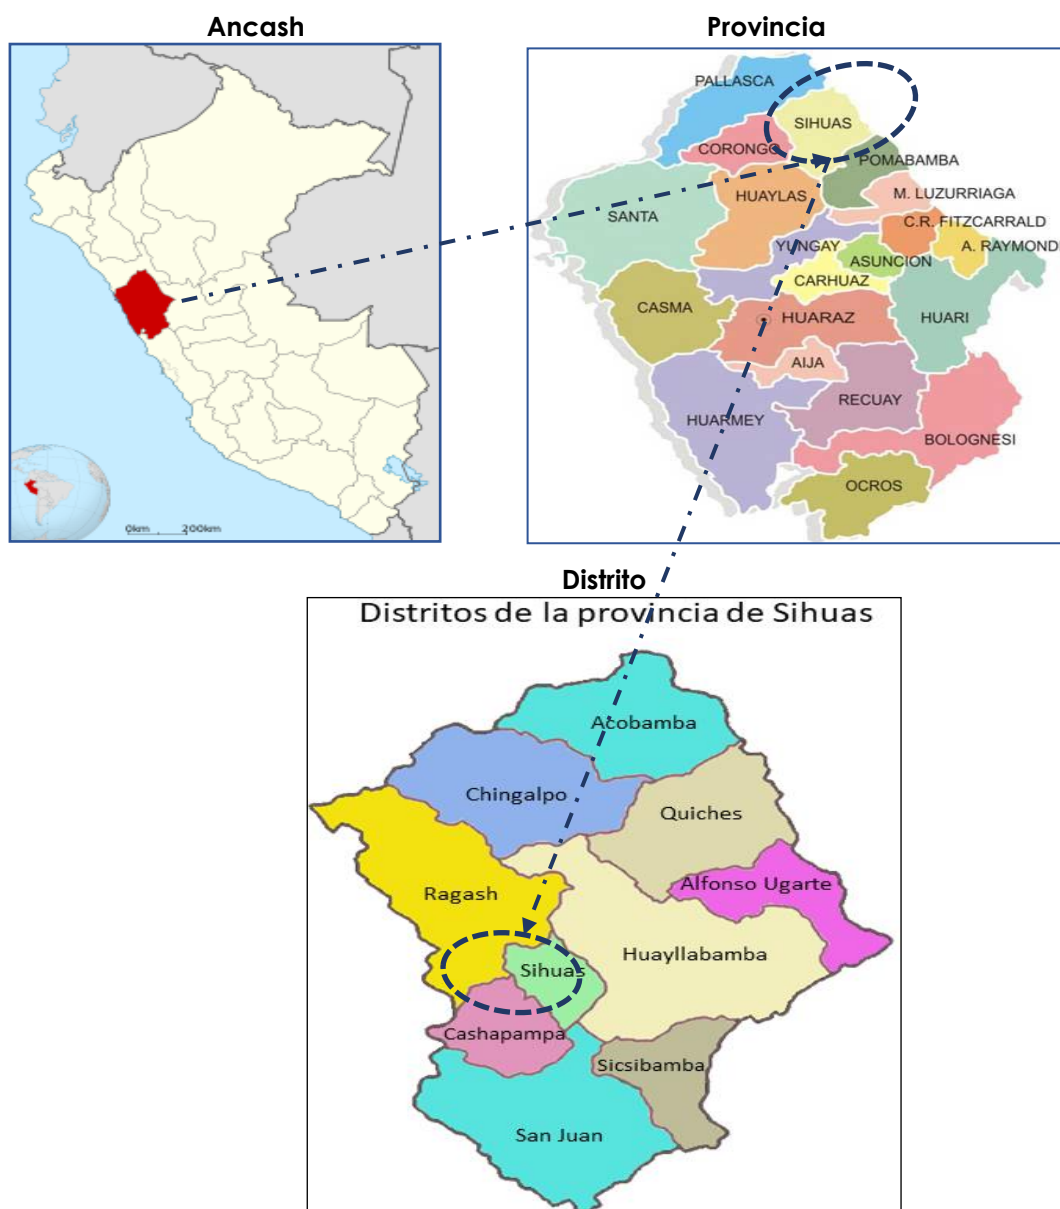 Ancash
Provincia
PALLASCA
SIHUAS
CORONGO
POMABAMBA
HUAYLAS
M. LUZURRIAGA
SANTA
C.R. FITZCARRALD
YUNGAY
A. RAYMONDI
ASUNCION
CARHUAZ
CASMA
HUARAZ
HUARI
AIJA
RECUAY
HUARMEY
BOLOGNESI
OCROS
0km 200km
Distrito
Distritos de la provincia de Sihuas
Acobamba
Chingalpo
Quiches
Ragash
Alfonso Ugarte
Huayllabamba
Sihuas
Cashapampa
Sicsibamba
San Juan